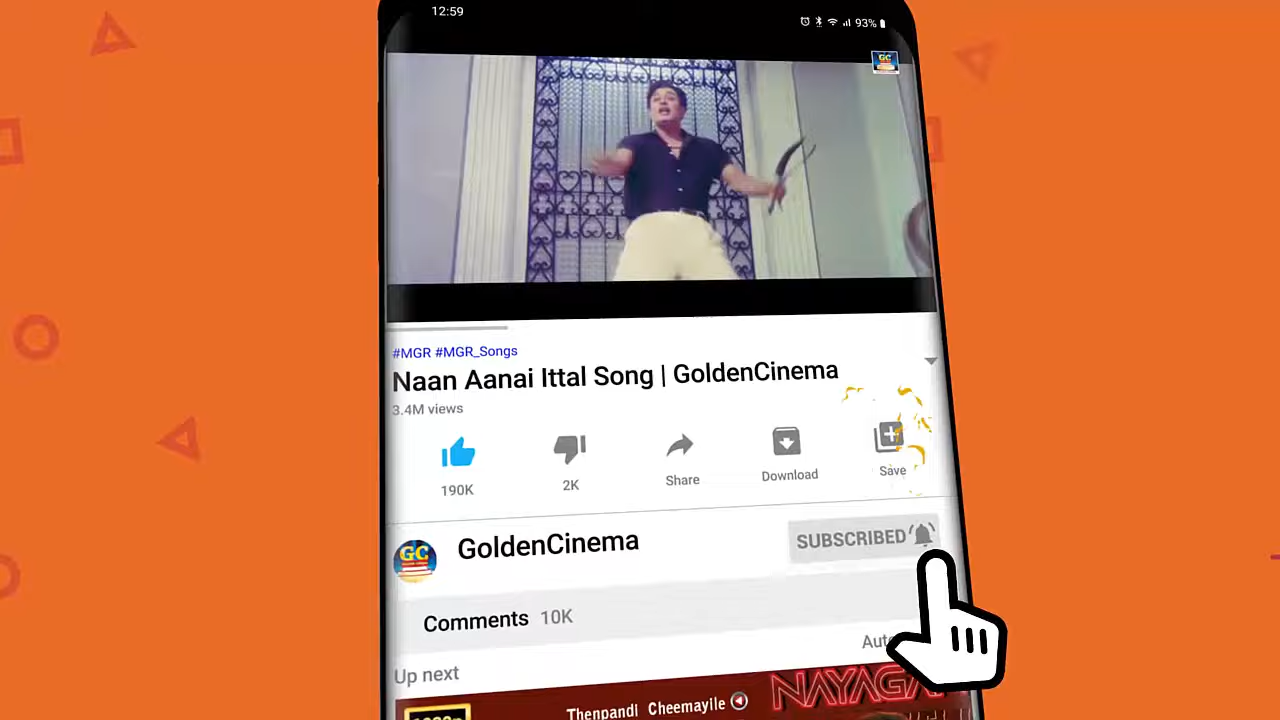 12:59
93%
GC
#MGR #MGR_Songs
Naan Aanai Ittal Song | GoldenCinema
3.4M views
190K
2K
Share
Download
Save
GC
GoldenCinema
SUBSCRIBED
Comments 10K
Up next
Thenpandi Cheemayile